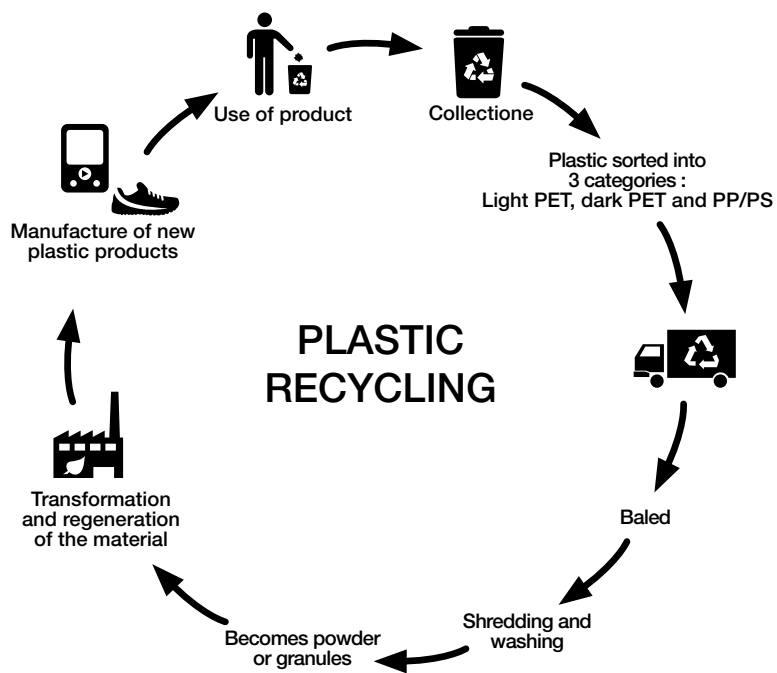 Use of product
Collectione
Plastic sorted into
3 categories :
Light PET, dark PET and PP/PS
Baled
Shredding and
washing
Becomes powder
or granules
Transformation
and regeneration
of the material
Manufacture of new
plastic products
PLASTIC
RECYCLING